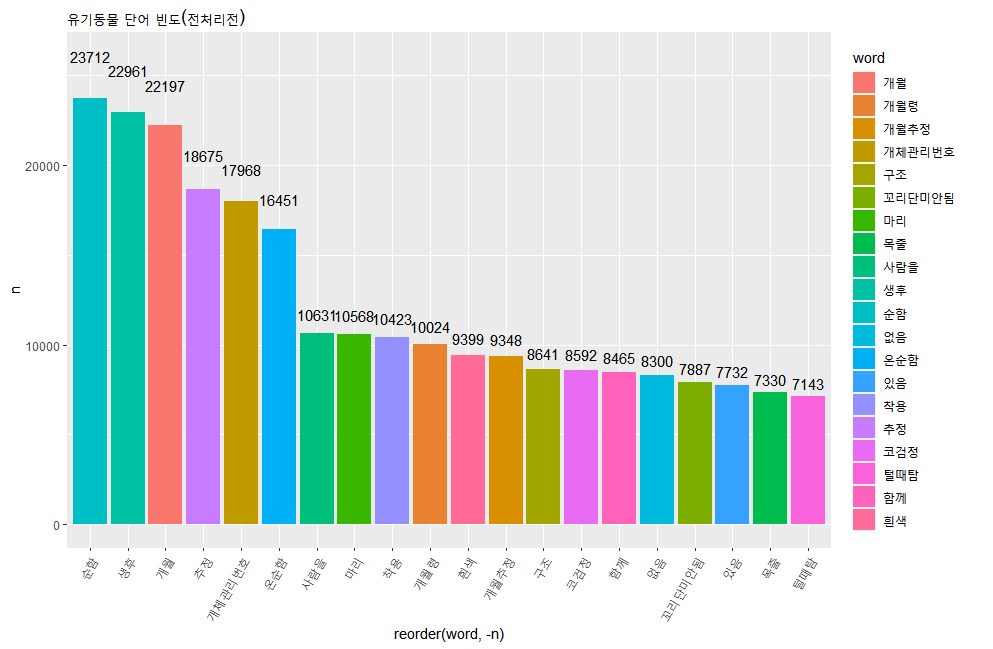 유기동물 단어 빈도(전처리전)
23712
22961
22197
18675
17968
16451
10631
10568
10423
10024
9399
9348
8641
8592
8465
8300
7887
7732
7330
7143
20000
10000
0
n
순함
생후
개월
추정
개체관리번호
온순함
사람을
마리
착용
개월령
흰색
개월추정
구조
코검정
함께
없음
꼬리단미안됨
있음
목줄
털때탐
reorder(word, -n)
word
개월
개월령
개월추정
개체관리번호
구조
꼬리단미안됨
마리
목줄
사람을
생후
순함
없음
온순함
있음
착용
추정
코검정
털때탐
함께
흰색